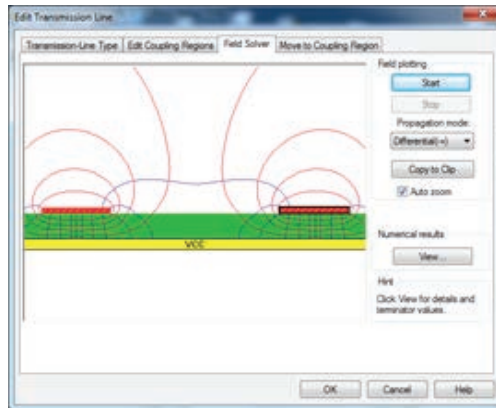 Edit Transmission Line
Transmission-Line Type
Edit Coupling Regions
Field Solver
Move to Coupling Region
Field plotting
Start
Stop
Propagation mode:
Differential(+-)
Copy to Clip
Auto zoom
VCC
Numerical results
View...
Hint
Click View for details and
terminator values.
OK
Cancel
Help